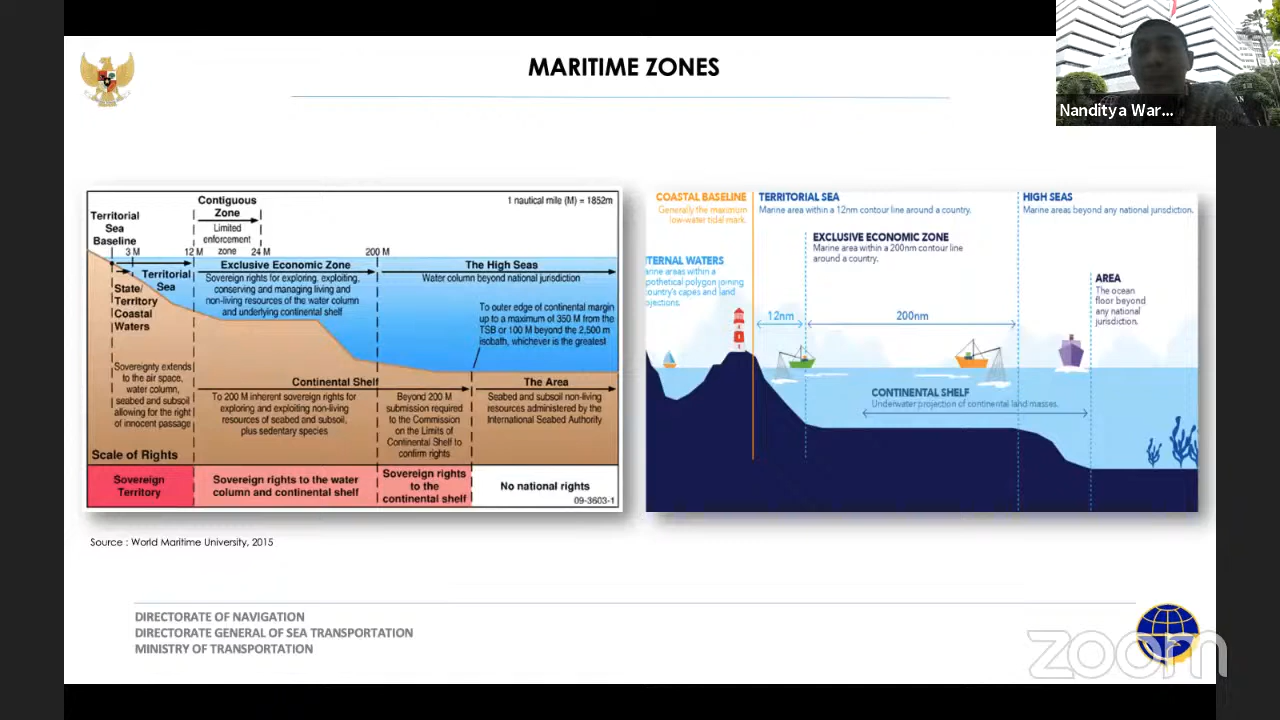 MARITIME ZONES
Nanditya War...
Contiguous
Zone
Limited
enforcement
zone
1 nautical mile (M) = 1852m
Territorial
Sea
Baseline
3 M
12 M
24 M
200 M
Territorial
Sea
State/
Territory
Coastal
Waters
Exclusive Economic Zone
Sovereign rights for exploring, exploiting,
conserving and managing living and
non-living resources of the water column
and underlying continental shelf
The High Seas
Water column beyond national jurisdiction
To outer edge of continental margin
up to a maximum of 350 M from the
TSB or 100 M beyond the 2,500 m
isobath, whichever is the greatest
Sovereignty extends
to the air space,
water column,
seabed and subsoil
allowing for the right
of innocent passage
Continental Shelf
To 200 M inherent sovereign rights for
exploring and exploiting non-living
resources of seabed and subsoil,
plus sedentary species
Beyond 200 M
submission required
to the Commission
on the Limits of
Continental Shelf to
confirm rights
The Area
Seabed and subsoil non-living
resources administered by the
International Seabed Authority
Scale of Rights
Sovereign
Territory
Sovereign rights to the water
column and continental shelf
Sovereign rights
to the
continental shelf
No national rights
09-3603-1
COASTAL BASELINE
Generally the maximum
low-water tidal mark.
TERRITORIAL SEA
Marine area within a 12nm contour line around a country.
HIGH SEAS
Marine areas beyond any national jurisdiction.
EXCLUSIVE ECONOMIC ZONE
Marine area within a 200nm contour line
around a country.
TERNAL WATERS
arine areas within a
pothetical polygon joining
ountry's capes and land
ojections.
AREA
The ocean
floor beyond
any national
jurisdiction.
12nm
200nm
CONTINENTAL SHELF
Underwater projection of continental land masses.
Source : World Maritime University, 2015
DIRECTORATE OF NAVIGATION
DIRECTORATE GENERAL OF SEA TRANSPORTATION
MINISTRY OF TRANSPORTATION
zoom